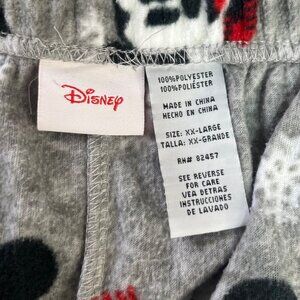 Disney
100%POLYESTER
100%POLIÉSTER
MADE IN CHINA
HECHO EN CHINA
SIZE: XX-LARGE
TALLA: XX-GRANDE
RN# 82457
SEE REVERSE
FOR CARE
VEA DETRAS
INSTRUCCIONES
DE LAVADO